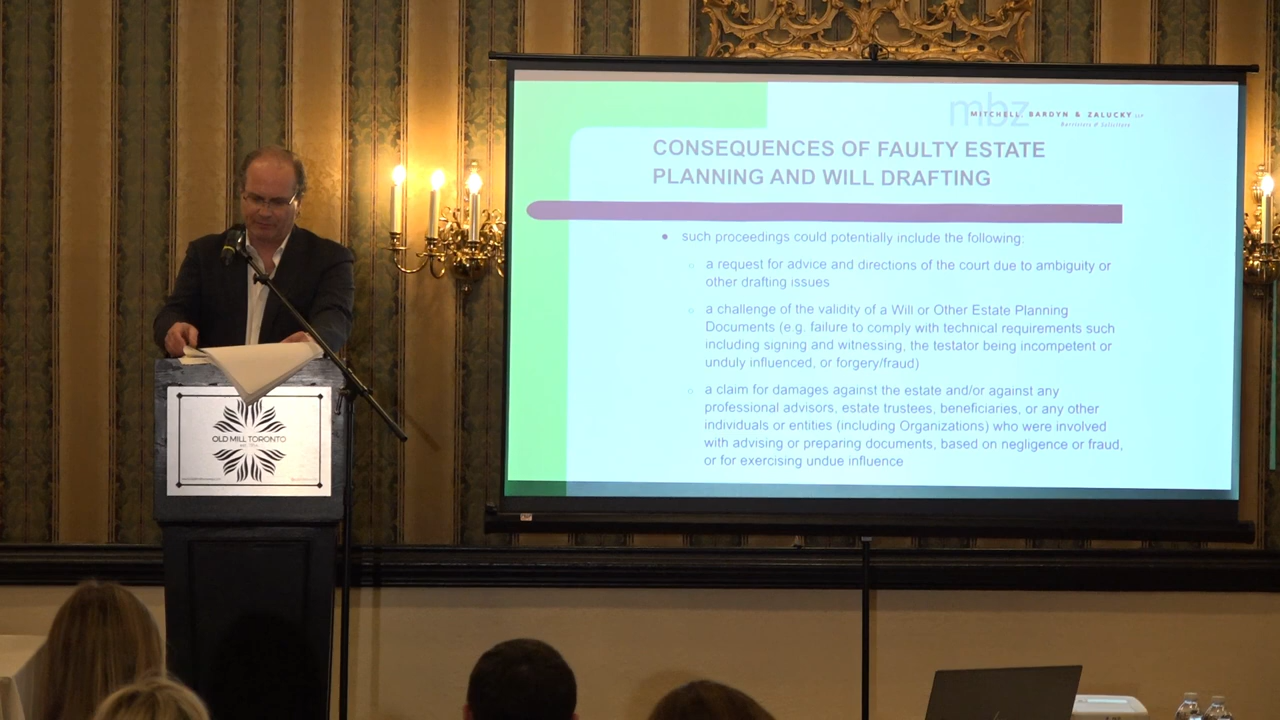 mbz
MITCHELL, BARDYN & ZALUCKY LLP
Barristers & Solicitors
CONSEQUENCES OF FAULTY ESTATE
PLANNING AND WILL DRAFTING
● such proceedings could potentially include the following:
○ a request for advice and directions of the court due to ambiguity or
other drafting issues
○ a challenge of the validity of a Will or Other Estate Planning
Documents (e.g. failure to comply with technical requirements such
including signing and witnessing, the testator being incompetent or
unduly influenced, or forgery/fraud)
○ a claim for damages against the estate and/or against any
professional advisors, estate trustees, beneficiaries, or any other
individuals or entities (including Organizations) who were involved
with advising or preparing documents, based on negligence or fraud,
or for exercising undue influence
OLD MILL TORONTO